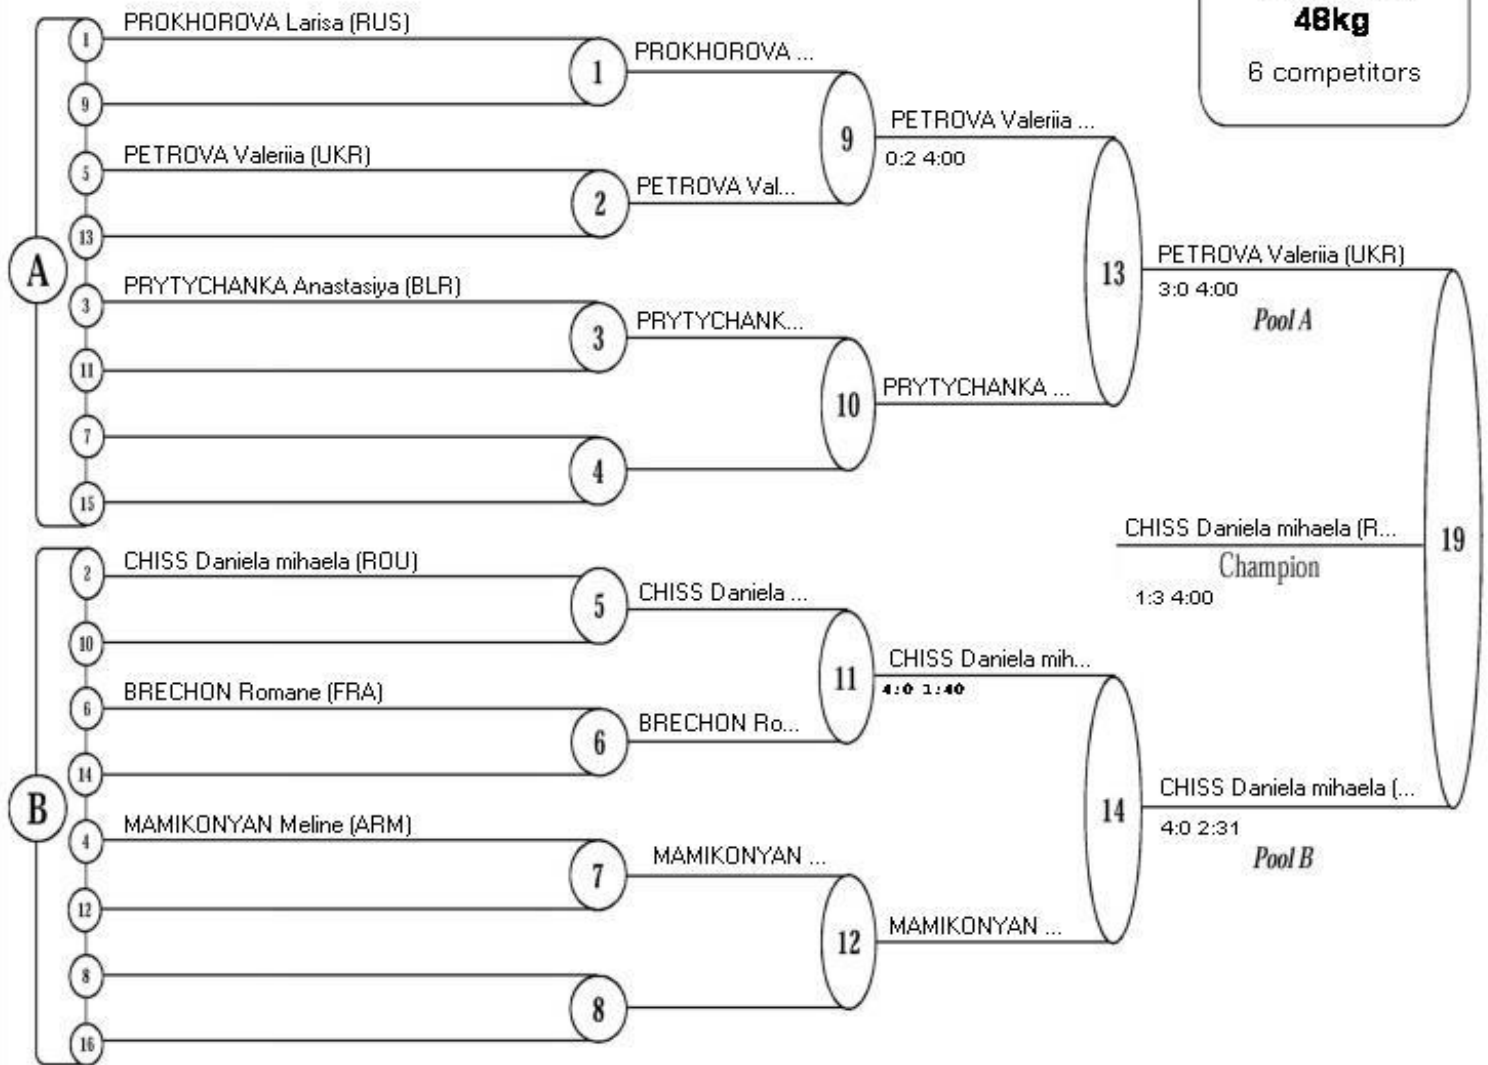 48kg
6 competitors
A
1
PROKHOROVA Larisa (RUS)
9
5
PETROVA Valeriia (UKR)
13
3
PRYTYCHANKA Anastasiya (BLR)
11
7
15
1
PROKHOROVA ...
2
PETROVA Val...
3
PRYTYCHANK...
4
9
PETROVA Valeriia ...
0:2 4:00
10
PRYTYCHANKA ...
13
PETROVA Valeriia (UKR)
3:0 4:00
Pool A
B
2
CHISS Daniela mihaela (ROU)
10
6
BRECHON Romane (FRA)
14
4
MAMIKONYAN Meline (ARM)
12
8
16
5
CHISS Daniela ...
6
BRECHON Ro...
7
MAMIKONYAN ...
8
11
CHISS Daniela mih...
4:0 1:40
12
MAMIKONYAN ...
14
CHISS Daniela mihaela (...
4:0 2:31
Pool B
CHISS Daniela mihaela (R...
Champion
1:3 4:00
19